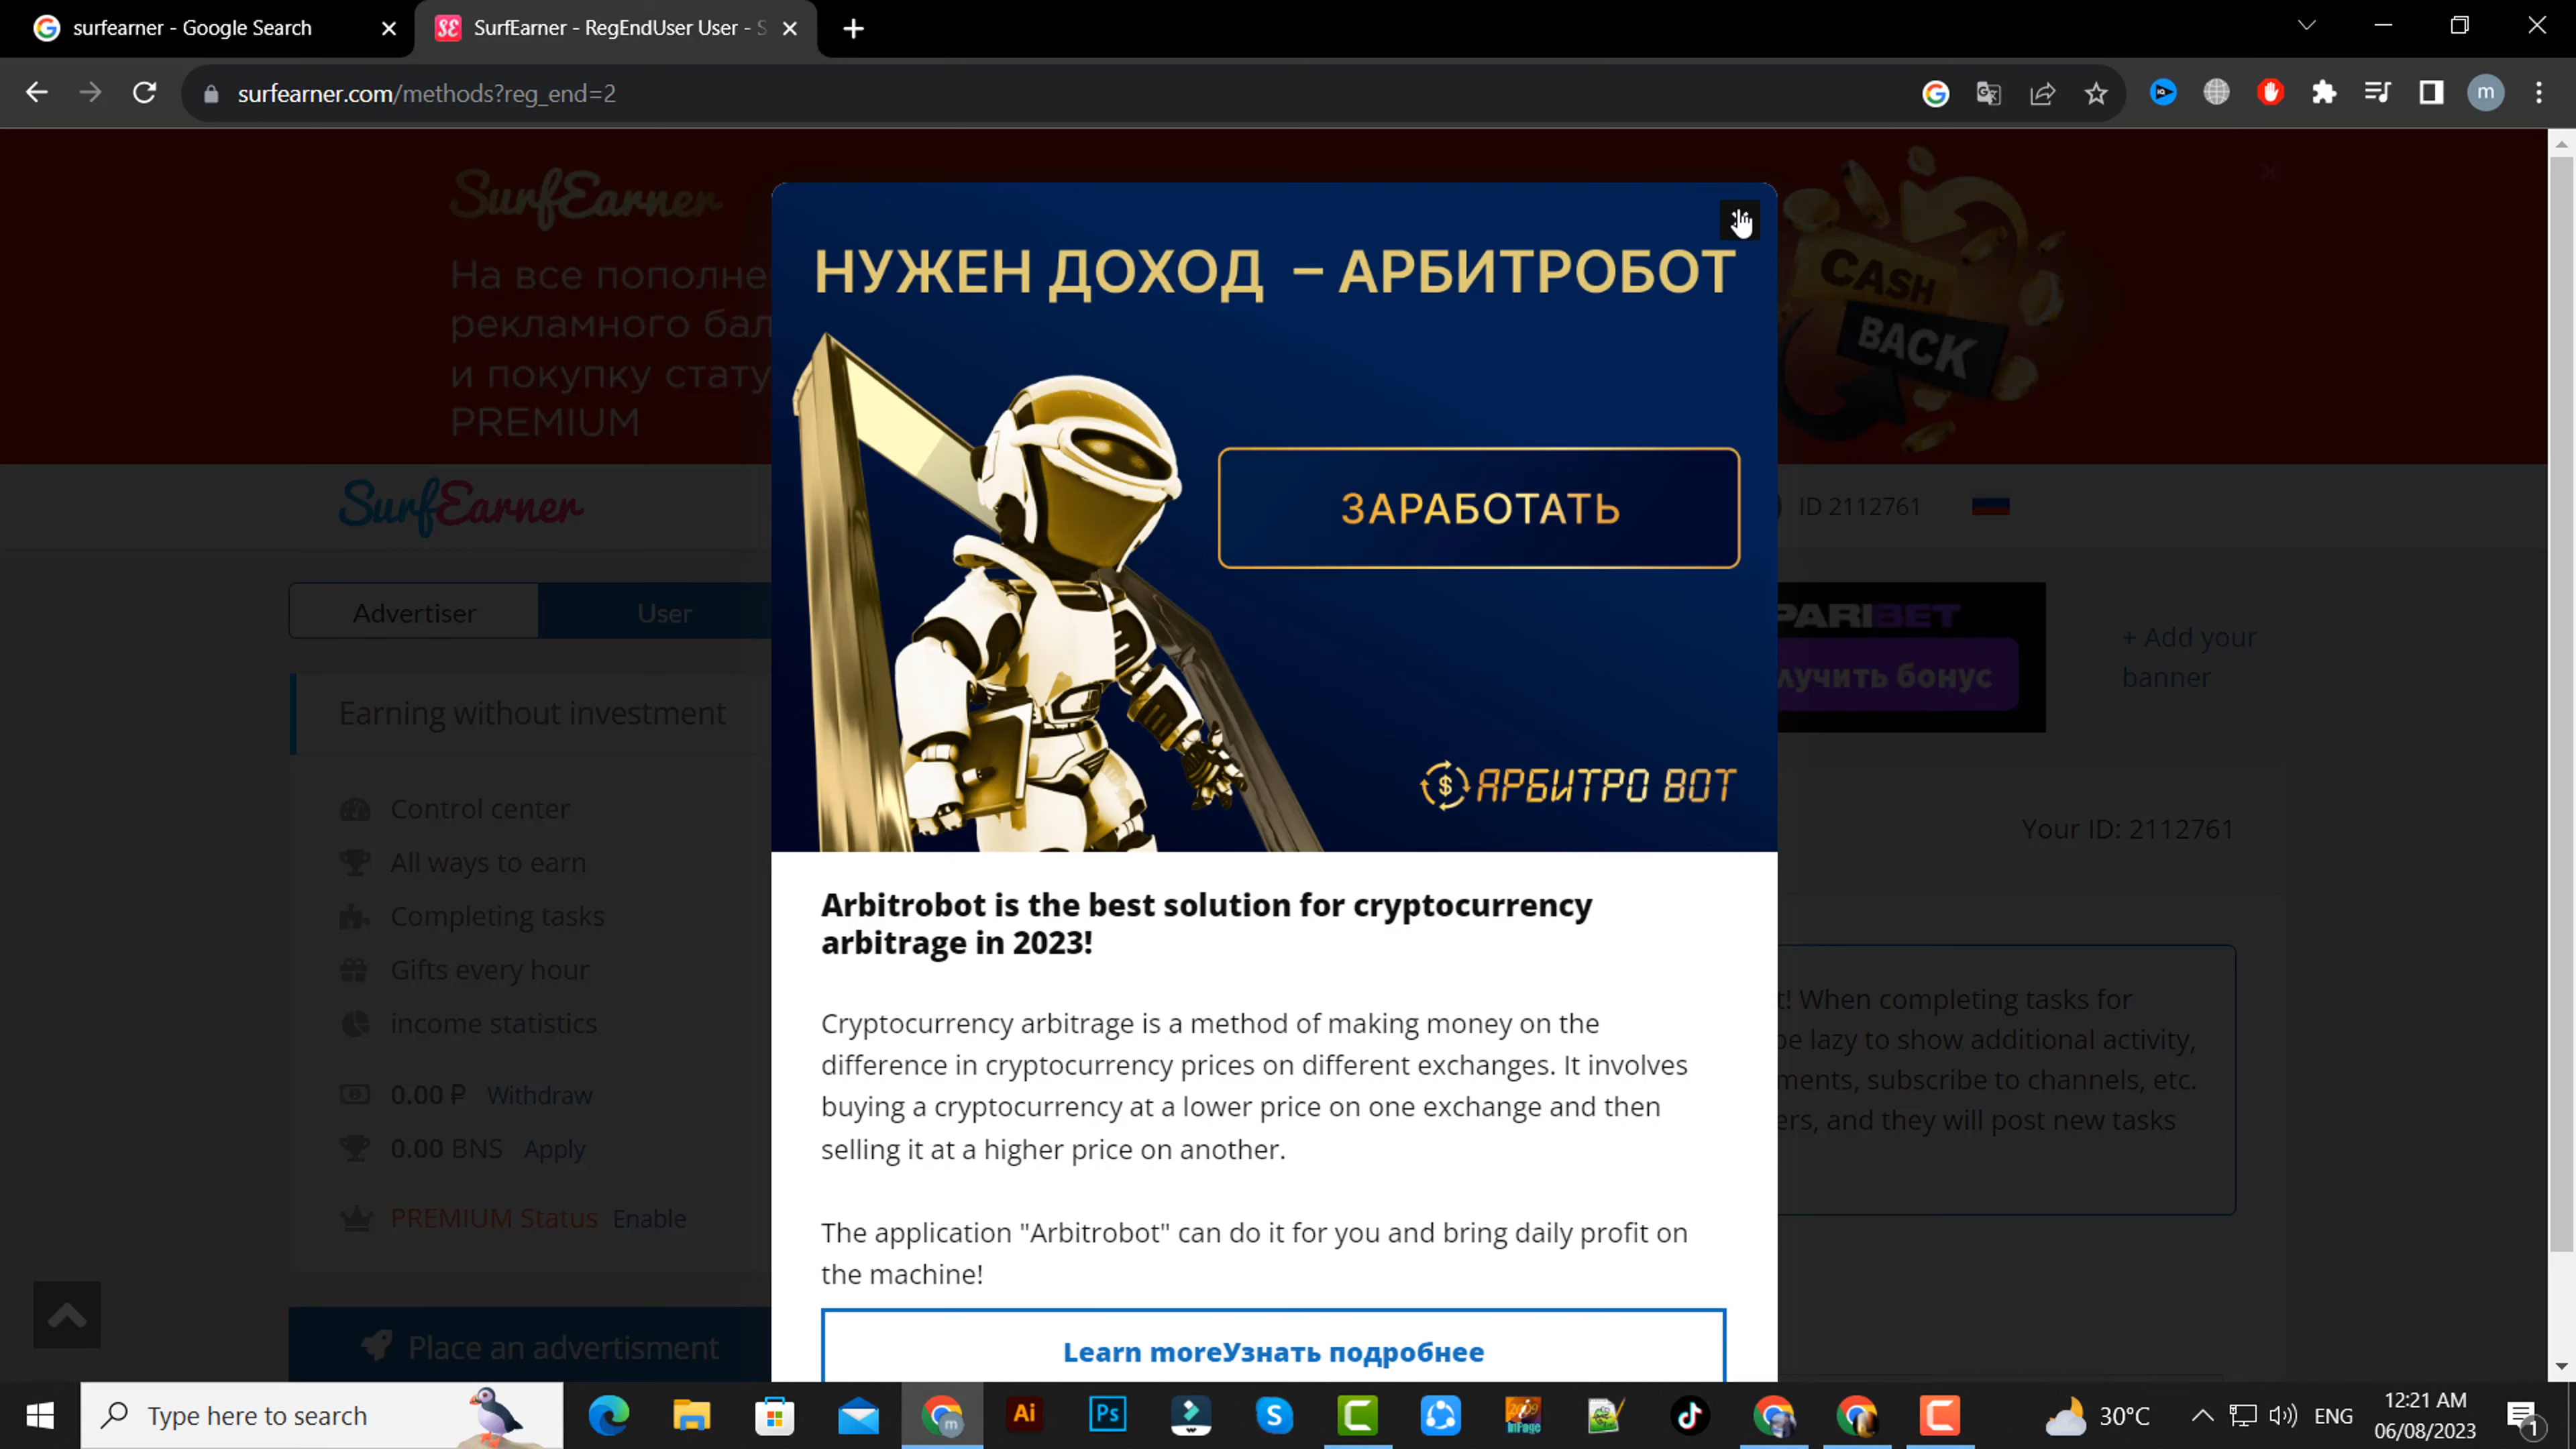 surfearner - Google Search
SurfEarner - RegEndUser User - S
surfearner.com/methods?reg_end=2
m
SurfEarner
На все пополне
рекламного бал
и покупку стату
PREMIUM
CASH
BACK
SurfEarner
ID 2112761
Advertiser
User
PARIBET
лучить бонус
+ Add your
banner
Earning without investment
Control center
All ways to earn
Completing tasks
Gifts every hour
income statistics
0.00 ₽ Withdraw
0.00 BNS Apply
PREMIUM Status Enable
Place an advertisment
НУЖЕН ДОХОД – АРБИТРОБОТ
ЗАРАБОТАТЬ
АРБИТРО BOT
Arbitrobot is the best solution for cryptocurrency
arbitrage in 2023!
Cryptocurrency arbitrage is a method of making money on the
difference in cryptocurrency prices on different exchanges. It involves
buying a cryptocurrency at a lower price on one exchange and then
selling it at a higher price on another.
The application "Arbitrobot" can do it for you and bring daily profit on
the machine!
Learn moreУзнать подробнее
Your ID: 2112761
t! When completing tasks for
be lazy to show additional activity,
ments, subscribe to channels, etc.
ers, and they will post new tasks
Type here to search
Ai
Ps
30°C
ENG
12:21 AM
06/08/2023
1